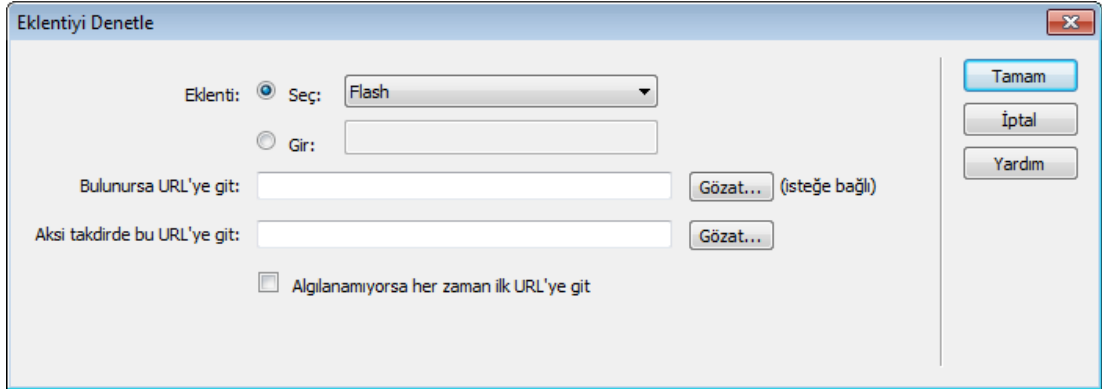 Eklentiyi Denetle
Eklenti: Seç: Flash
Gir:
Bulunursa URL'ye git: Gözat... (isteğe bağlı)
Aksi takdirde bu URL'ye git: Gözat...
Algılanamıyorsa her zaman ilk URL'ye git
Tamam
İptal
Yardım